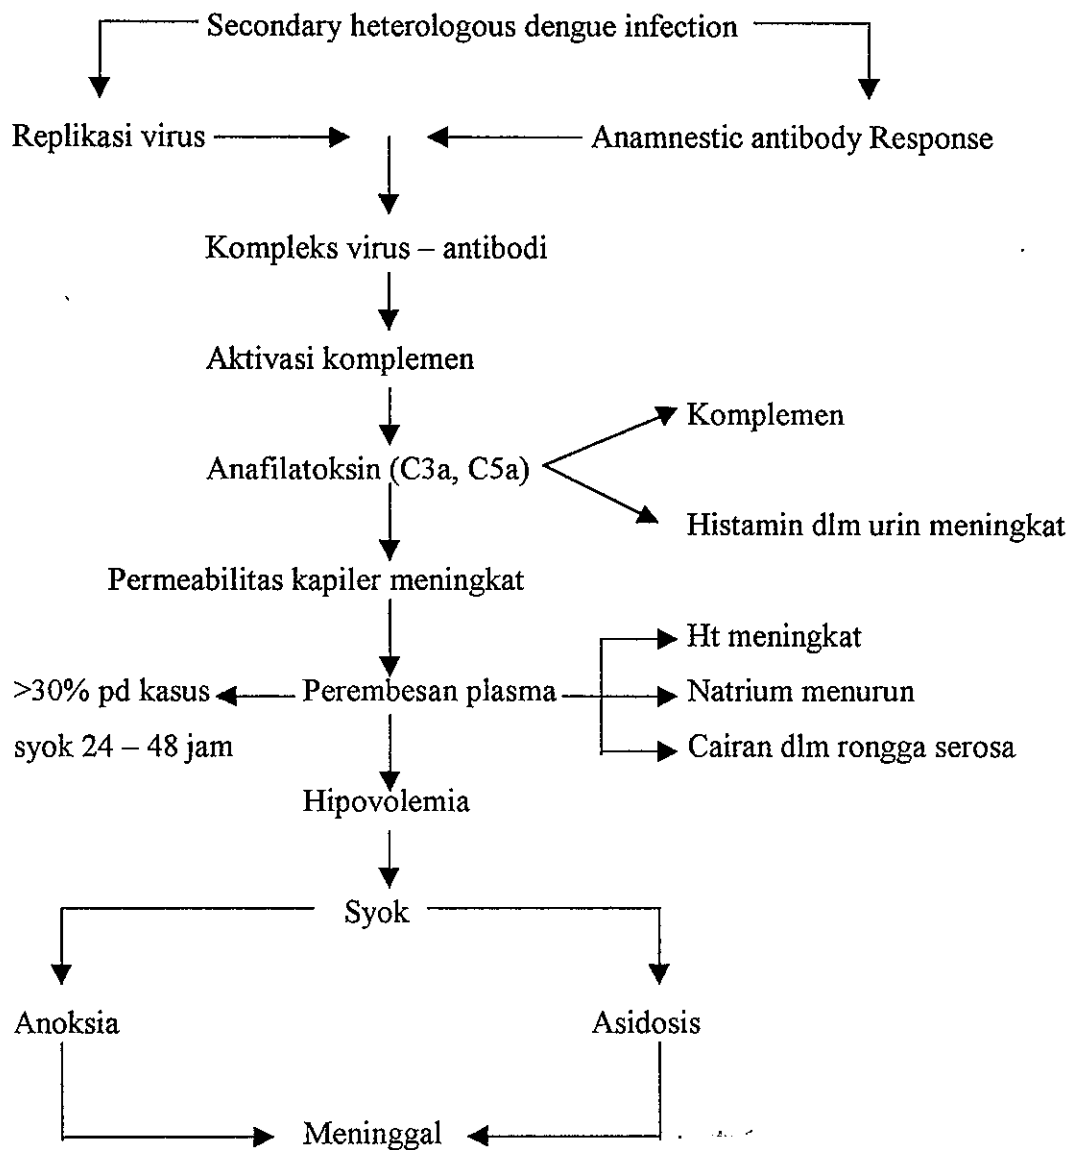 Secondary heterologous dengue infection
Replikasi virus
Anamnestic antibody Response
Kompleks virus – antibodi
Aktivasi komplemen
Komplemen
Anafilatoksin (C3a, C5a)
Histamin dlm urin meningkat
Permeabilitas kapiler meningkat
Ht meningkat
>30% pd kasus
Perembesan plasma
Natrium menurun
syok 24 – 48 jam
Cairan dlm rongga serosa
Hipovolemia
Syok
Anoksia
Asidosis
Meninggal